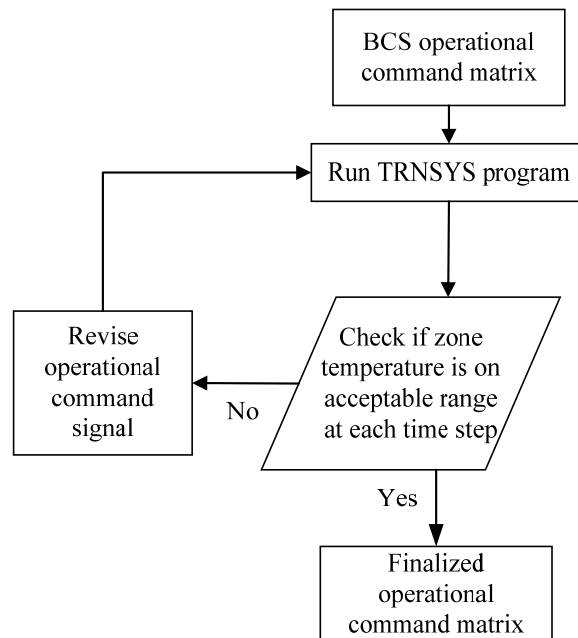 BCS operational
command matrix
Run TRNSYS program
Check if zone
temperature is on
acceptable range
at each time step
No
Revise
operational
command
signal
Yes
Finalized
operational
command matrix